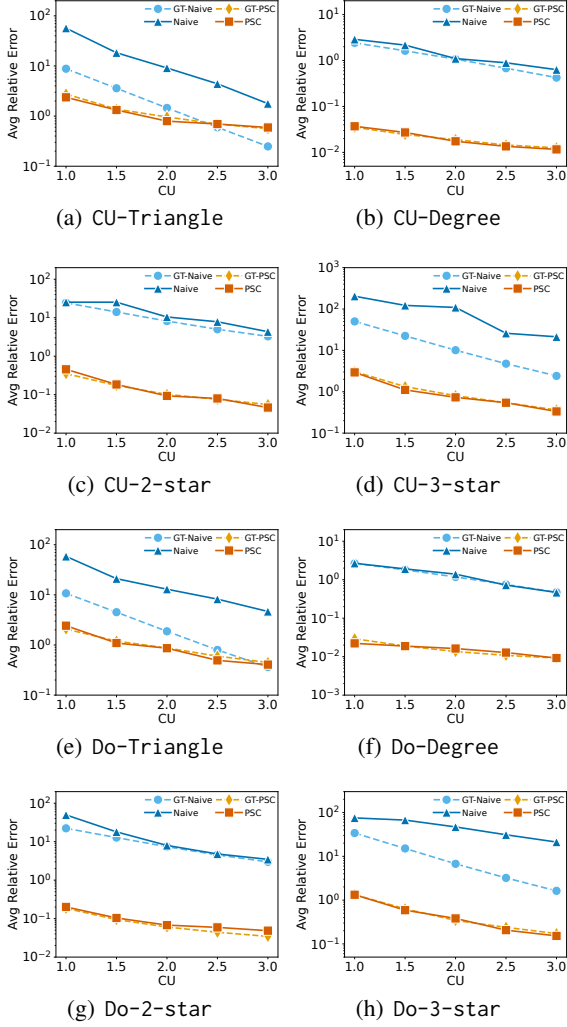 10² 10¹ 10⁰ 10⁻¹
Avg Relative Error
GT-Naive GT-PSC
Naive PSC
1.0 1.5 2.0 2.5 3.0
CU
(a) CU-Triangle
10⁰ 10⁻¹ 10⁻²
Avg Relative Error
GT-Naive GT-PSC
Naive PSC
1.0 1.5 2.0 2.5 3.0
CU
(b) CU-Degree
10² 10¹ 10⁰ 10⁻¹ 10⁻²
Avg Relative Error
GT-Naive GT-PSC
Naive PSC
1.0 1.5 2.0 2.5 3.0
CU
(c) CU-2-star
10³ 10² 10¹ 10⁰ 10⁻¹
Avg Relative Error
GT-Naive GT-PSC
Naive PSC
1.0 1.5 2.0 2.5 3.0
CU
(d) CU-3-star
10² 10¹ 10⁰ 10⁻¹
Avg Relative Error
GT-Naive GT-PSC
Naive PSC
1.0 1.5 2.0 2.5 3.0
CU
(e) Do-Triangle
10⁰ 10⁻¹ 10⁻² 10⁻³
Avg Relative Error
GT-Naive GT-PSC
Naive PSC
1.0 1.5 2.0 2.5 3.0
CU
(f) Do-Degree
10² 10¹ 10⁰ 10⁻¹ 10⁻²
Avg Relative Error
GT-Naive GT-PSC
Naive PSC
1.0 1.5 2.0 2.5 3.0
CU
(g) Do-2-star
10² 10¹ 10⁰ 10⁻¹
Avg Relative Error
GT-Naive GT-PSC
Naive PSC
1.0 1.5 2.0 2.5 3.0
CU
(h) Do-3-star